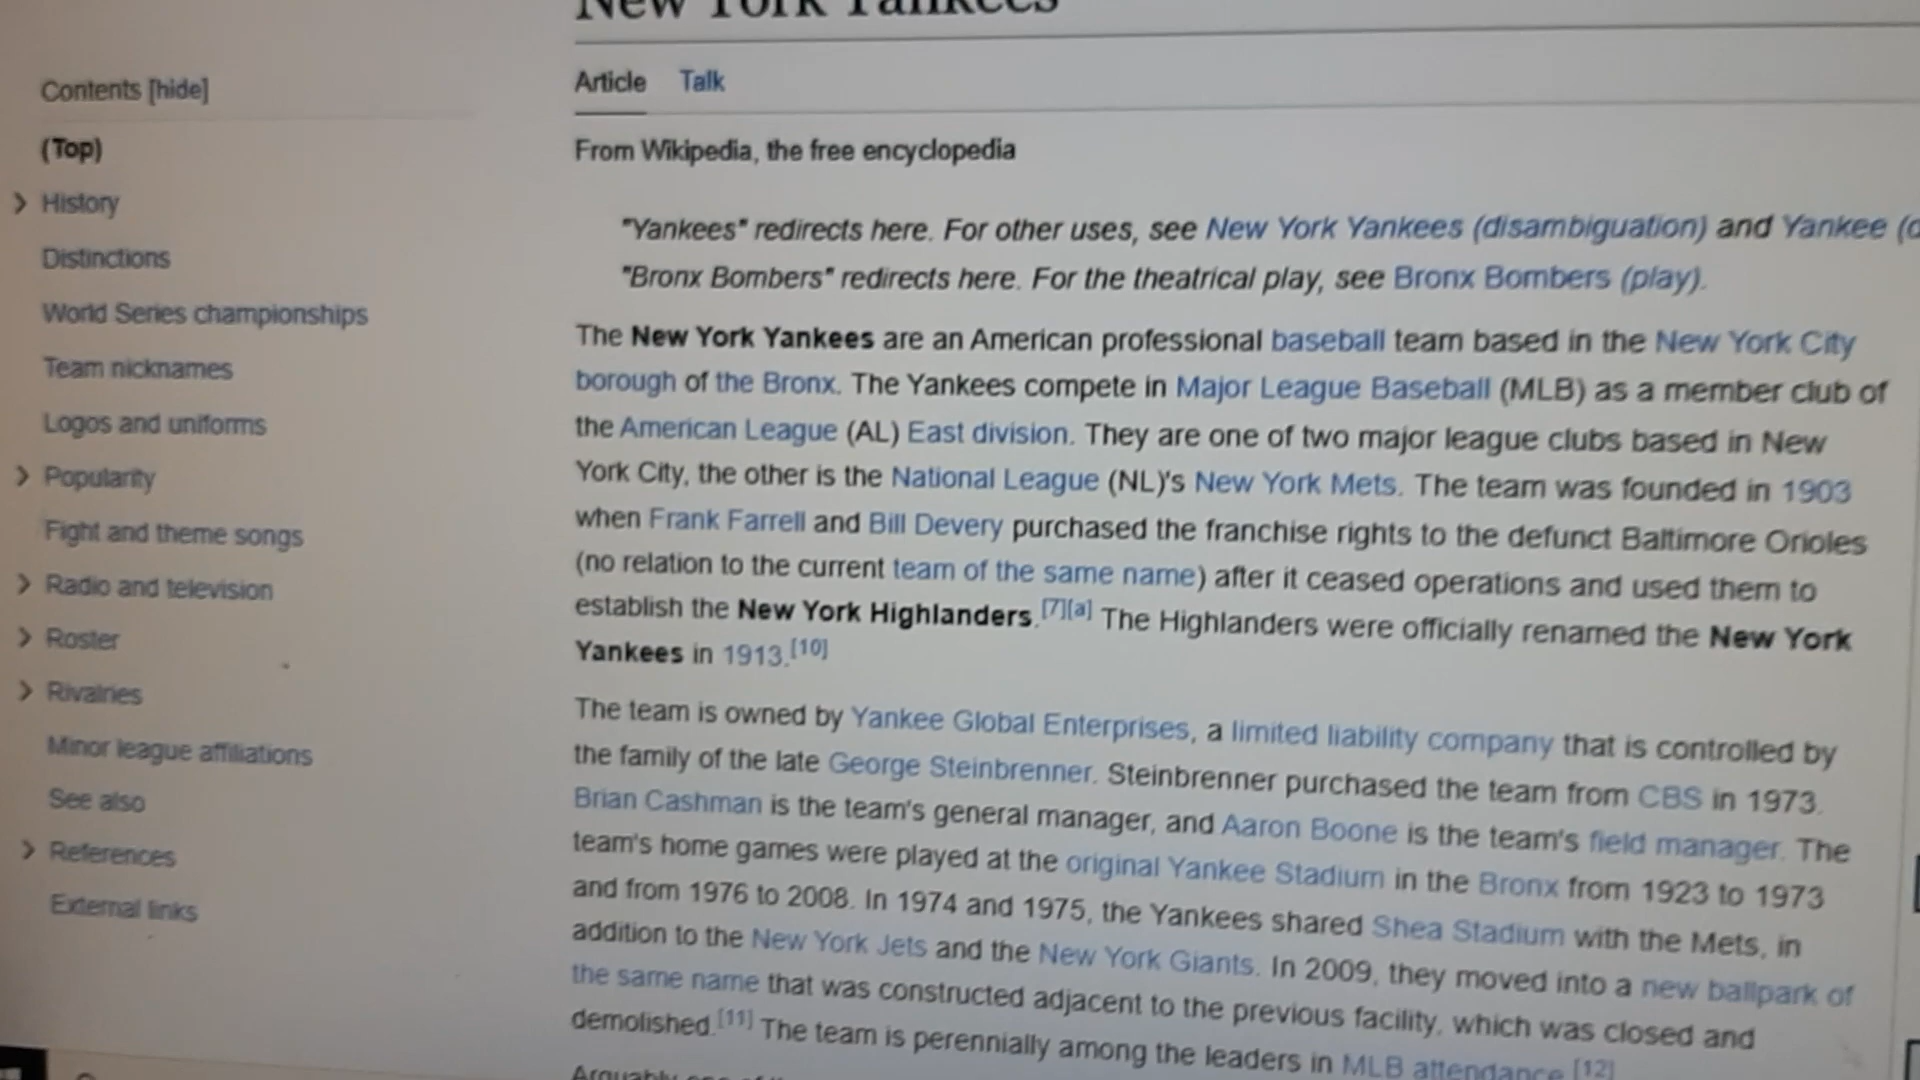 New York Yankees
Contents [hide]
(Top)
History
Distinctions
World Series championships
Team nicknames
Logos and uniforms
Popularity
Fight and theme songs
Radio and television
Roster
Rivalries
Minor league affiliations
See also
References
External links
Article Talk
From Wikipedia, the free encyclopedia
"Yankees" redirects here. For other uses, see New York Yankees (disambiguation) and Yankee (d
"Bronx Bombers" redirects here. For the theatrical play, see Bronx Bombers (play).
The New York Yankees are an American professional baseball team based in the New York City
borough of the Bronx. The Yankees compete in Major League Baseball (MLB) as a member club of
the American League (AL) East division. They are one of two major league clubs based in New
York City, the other is the National League (NL)'s New York Mets. The team was founded in 1903
when Frank Farrell and Bill Devery purchased the franchise rights to the defunct Baltimore Orioles
(no relation to the current team of the same name) after it ceased operations and used them to
establish the New York Highlanders.[7][a] The Highlanders were officially renamed the New York
Yankees in 1913.[10]
The team is owned by Yankee Global Enterprises, a limited liability company that is controlled by
the family of the late George Steinbrenner. Steinbrenner purchased the team from CBS in 1973.
Brian Cashman is the team's general manager, and Aaron Boone is the team's field manager. The
team's home games were played at the original Yankee Stadium in the Bronx from 1923 to 1973
and from 1976 to 2008. In 1974 and 1975, the Yankees shared Shea Stadium with the Mets, in
addition to the New York Jets and the New York Giants. In 2009, they moved into a new ballpark of
the same name that was constructed adjacent to the previous facility, which was closed and
demolished.[11] The team is perennially among the leaders in MLB attendance.[12]
Arguably one of